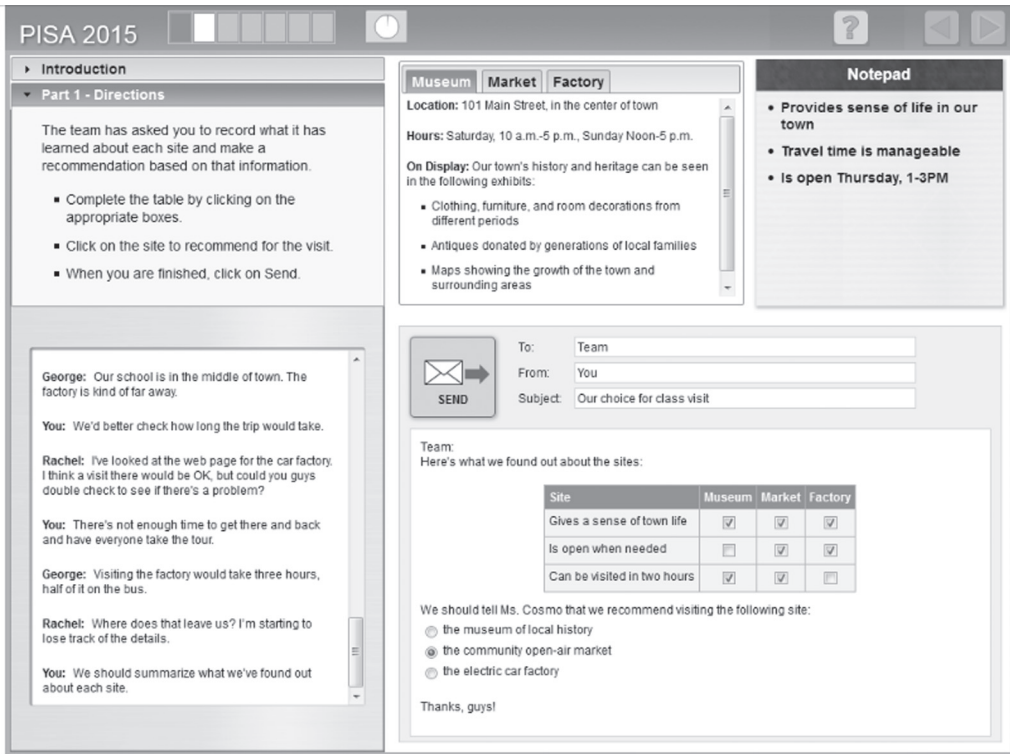 PISA 2015
?
Introduction
Part 1 - Directions
The team has asked you to record what it has
learned about each site and make a
recommendation based on that information.
Complete the table by clicking on the
appropriate boxes.
Click on the site to recommend for the visit.
When you are finished, click on Send.
George: Our school is in the middle of town. The
factory is kind of far away.
You: We'd better check how long the trip would take.
Rachel: I've looked at the web page for the car factory.
I think a visit there would be OK, but could you guys
double check to see if there's a problem?
You: There's not enough time to get there and back
and have everyone take the tour.
George: Visiting the factory would take three hours,
half of it on the bus.
Rachel: Where does that leave us? I'm starting to
lose track of the details.
You: We should summarize what we've found out
about each site.
Museum Market Factory
Location: 101 Main Street, in the center of town
Hours: Saturday, 10 a.m.-5 p.m., Sunday Noon-5 p.m.
On Display: Our town's history and heritage can be seen
in the following exhibits:
Clothing, furniture, and room decorations from
different periods
Antiques donated by generations of local families
Maps showing the growth of the town and
surrounding areas
Notepad
• Provides sense of life in our
town
• Travel time is manageable
• Is open Thursday, 1-3PM
SEND
To: Team
From: You
Subject: Our choice for class visit
Team:
Here's what we found out about the sites:
Site Museum Market Factory
Gives a sense of town life
Is open when needed
Can be visited in two hours
We should tell Ms. Cosmo that we recommend visiting the following site:
the museum of local history
the community open-air market
the electric car factory
Thanks, guys!